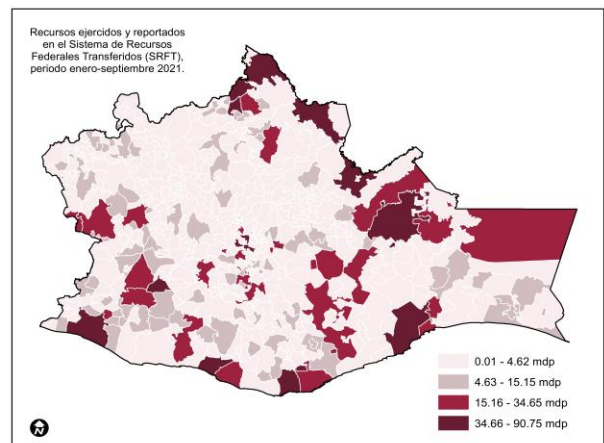 Recursos ejercidos y reportados
en el Sistema de Recursos
Federales Transferidos (SRFT),
periodo enero-septiembre 2021.
0.01 - 4.62 mdp
4.63 - 15.15 mdp
15.16 - 34.65 mdp
34.66 - 90.75 mdp
N